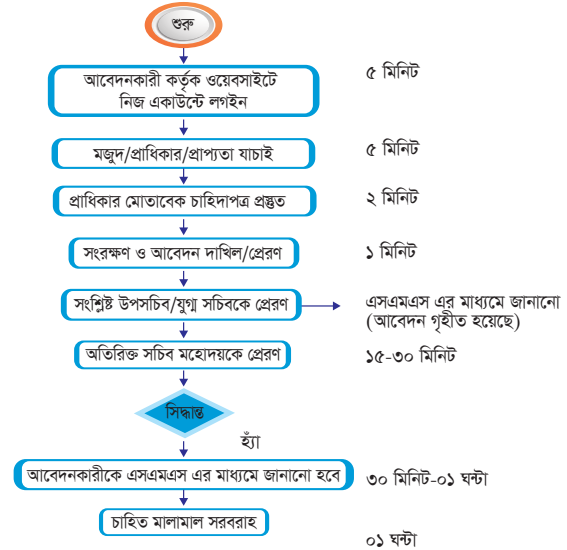 শুরু
আবেদনকারী কর্তৃক ওয়েবসাইটে
নিজ একাউন্টে লগইন
৫ মিনিট
মজুদ/প্রাধিকার/প্রাপ্যতা যাচাই
৫ মিনিট
প্রাধিকার মোতাবেক চাহিদাপত্র প্রস্তুত
২ মিনিট
সংরক্ষণ ও আবেদন দাখিল/প্রেরণ
১ মিনিট
সংশ্লিষ্ট উপসচিব/যুগ্ম সচিবকে প্রেরণ
এসএমএস এর মাধ্যমে জানানো
(আবেদন গৃহীত হয়েছে)
অতিরিক্ত সচিব মহোদয়কে প্রেরণ
১৫-৩০ মিনিট
সিদ্ধান্ত
হ্যাঁ
আবেদনকারীকে এসএমএস এর মাধ্যমে জানানো হবে
৩০ মিনিট-০১ ঘন্টা
চাহিত মালামাল সরবরাহ
০১ ঘন্টা